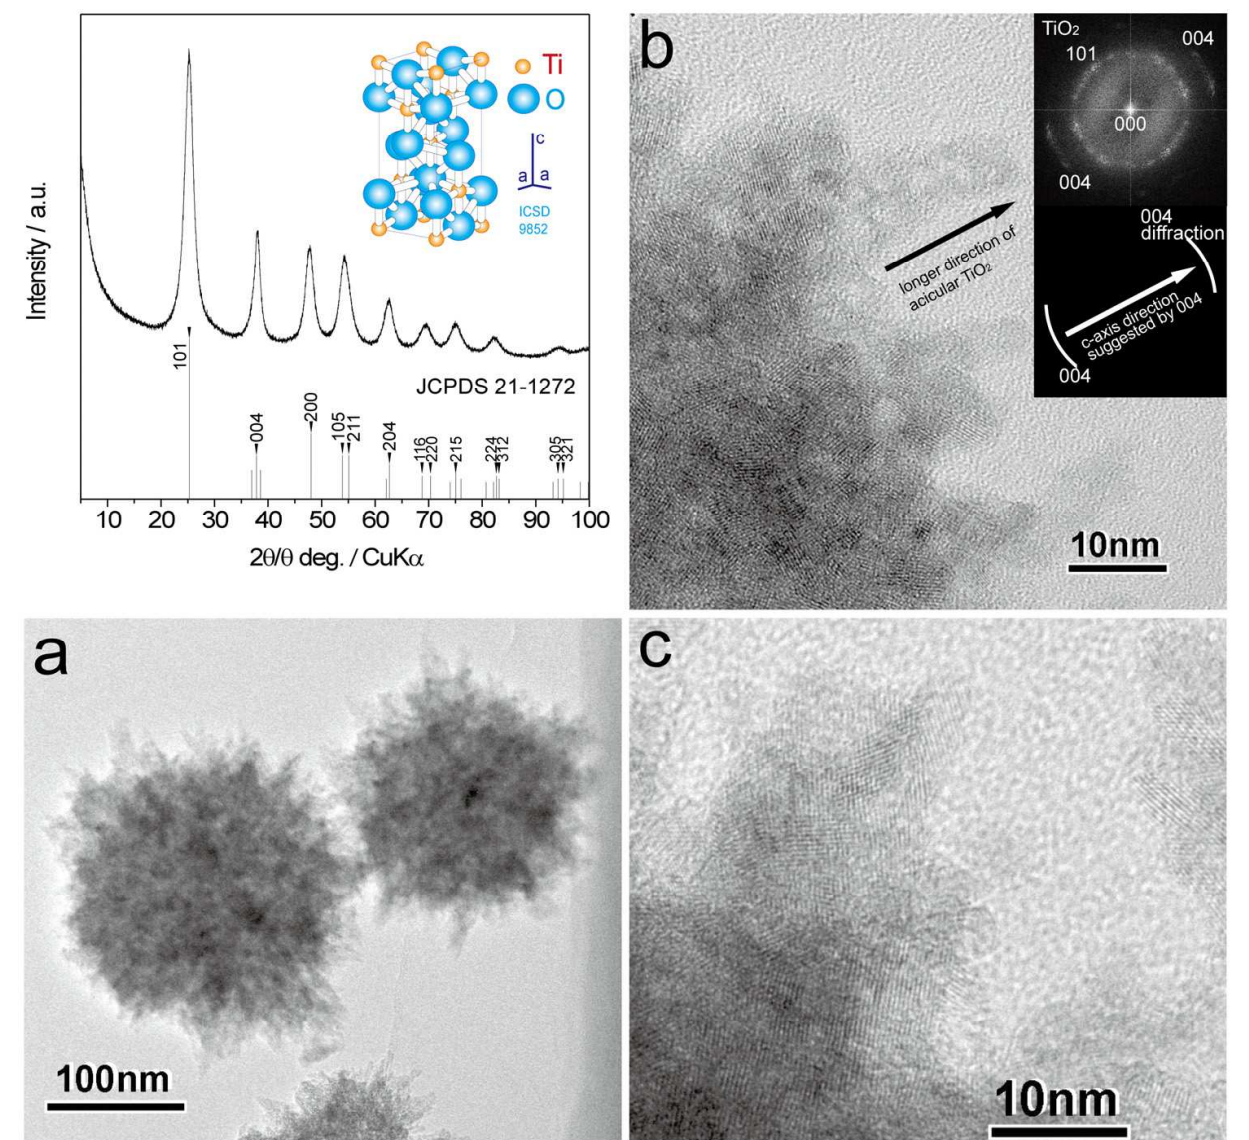 Intensity / a.u.
Ti
O
c
a a
ICSD
9852
101
JCPDS 21-1272
004
200
105
211
204
116
220
215
224
312
305
321
10 20 30 40 50 60 70 80 90 100
2θ/θ deg. / CuKα
b
TiO₂
101
004
000
004
004
diffraction
longer direction of
acicular TiO₂
c-axis direction
suggested by 004
004
10nm
a
100nm
c
10nm